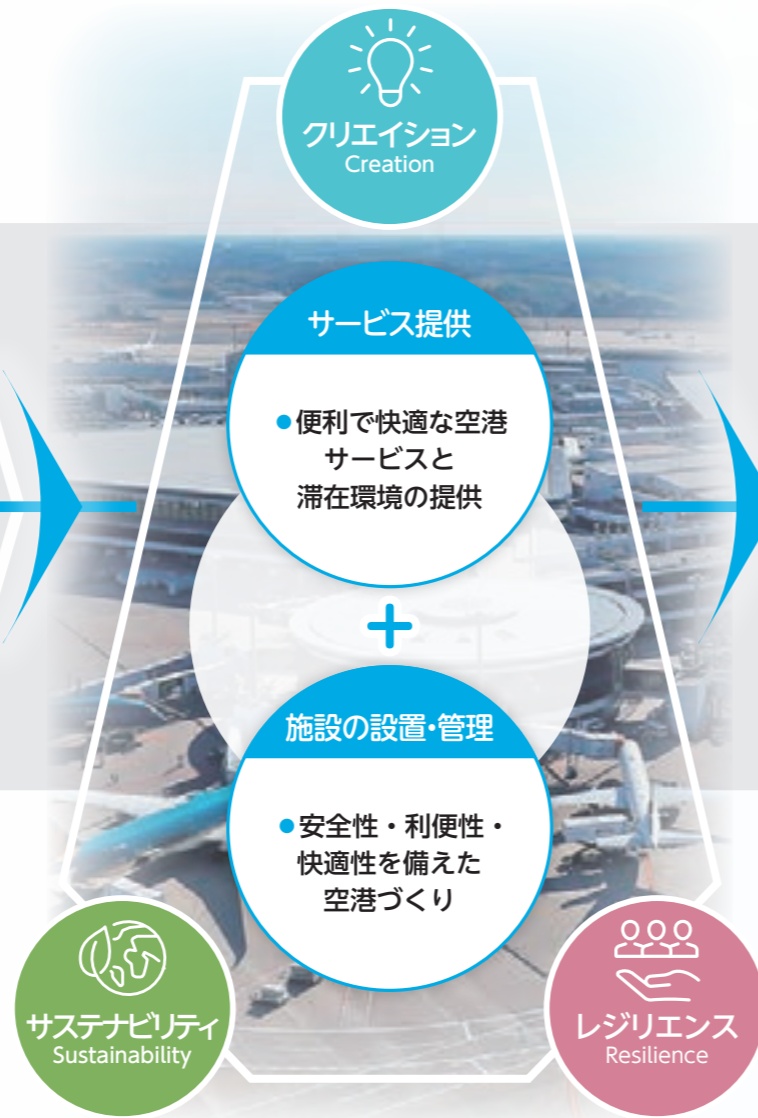 クリエイション
Creation
サービス提供
●便利で快適な空港
サービスと
滞在環境の提供
+
施設の設置・管理
●安全性・利便性・
快適性を備えた
空港づくり
サステナビリティ
Sustainability
レジリエンス
Resilience